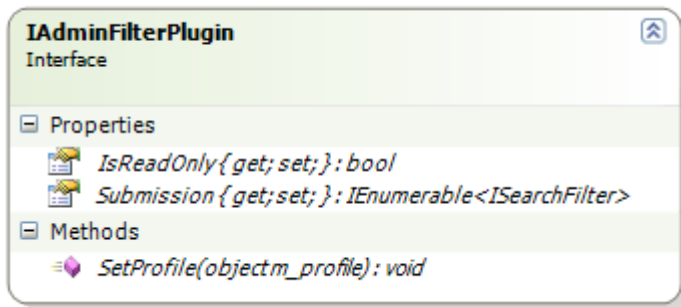 IAdminFilterPlugin
Interface
Properties
IsReadOnly { get; set; } : bool
Submission { get; set; } : IEnumerable<ISearchFilter>
Methods
SetProfile(objectm_profile) : void